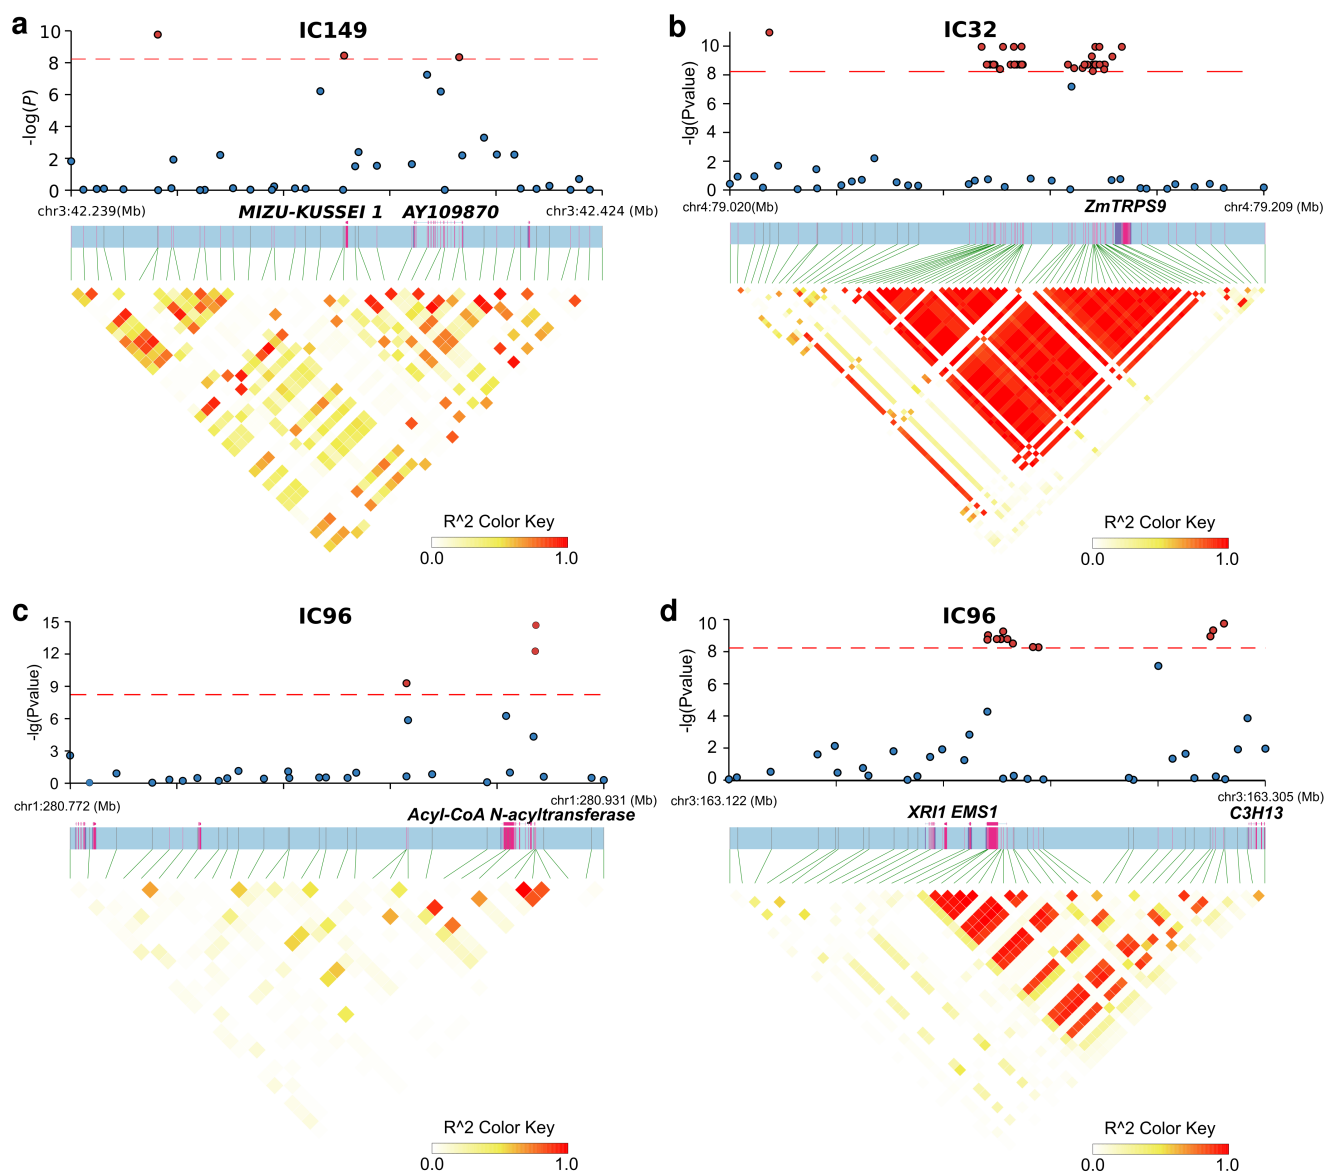 a
IC149
10
8
6
4
2
0
-log(P)
chr3:42.239(Mb)
MIZU-KUSSEI 1
AY109870
chr3:42.424 (Mb)
R^2 Color Key
0.0
1.0
b
IC32
10
8
6
4
2
0
-lg(Pvalue)
chr4:79.020(Mb)
ZmTRPS9
chr4:79.209 (Mb)
R^2 Color Key
0.0
1.0
c
IC96
15
12
9
6
3
0
-lg(Pvalue)
chr1:280.772 (Mb)
chr1:280.931 (Mb)
Acyl-CoA N-acyltransferase
R^2 Color Key
0.0
1.0
d
IC96
10
8
6
4
2
0
-lg(Pvalue)
chr3:163.122 (Mb)
chr3:163.305 (Mb)
XRI1 EMS1
C3H13
R^2 Color Key
0.0
1.0